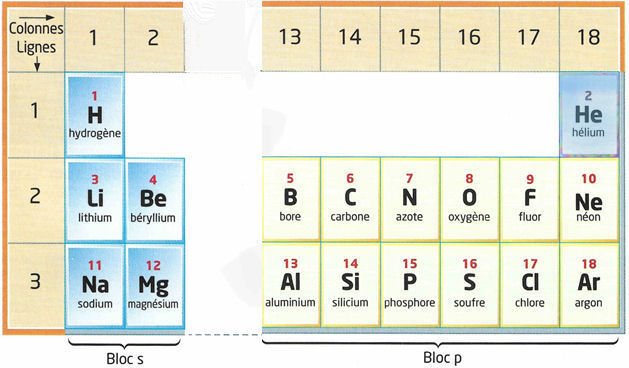 Colonnes
Lignes
1 2 13 14 15 16 17 18
1
1
H
hydrogène
2
He
hélium
2
3
Li
lithium
4
Be
béryllium
5
B
bore
6
C
carbone
7
N
azote
8
O
oxygène
9
F
fluor
10
Ne
néon
3
11
Na
sodium
12
Mg
magnésium
13
Al
aluminium
14
Si
silicium
15
P
phosphore
16
S
soufre
17
Cl
chlore
18
Ar
argon
Bloc s
Bloc p